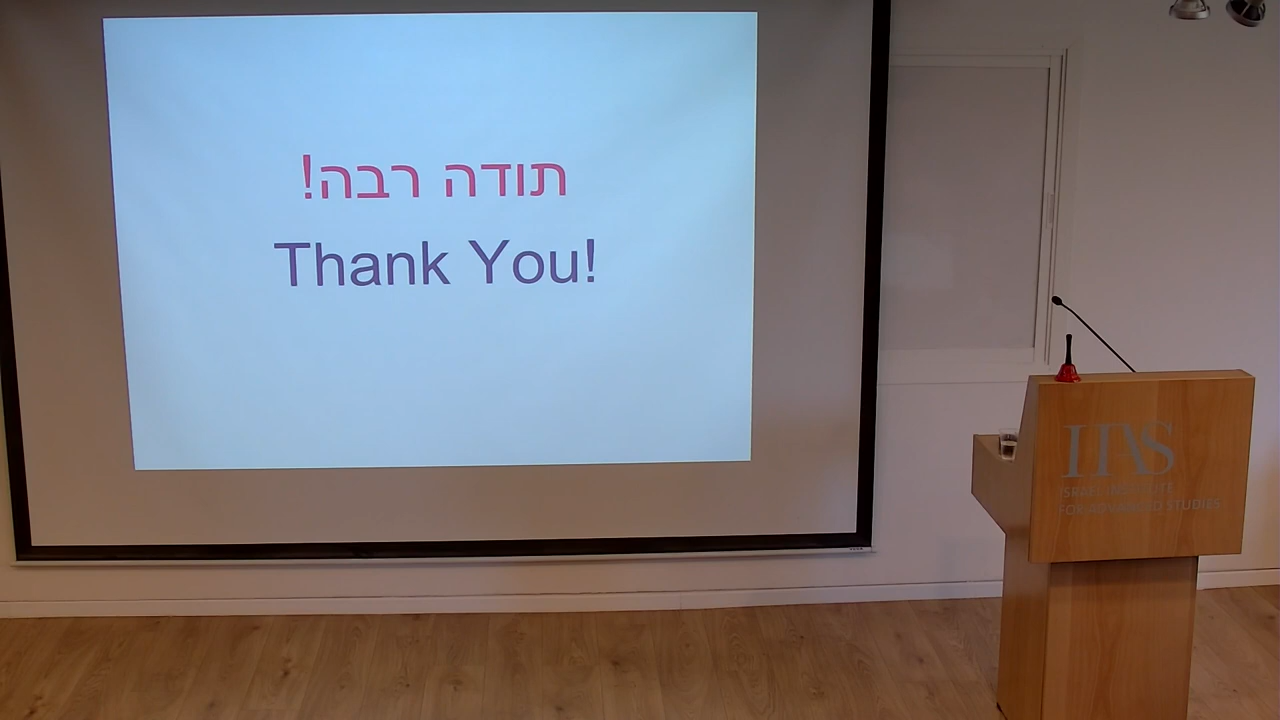 תודה רבה!
Thank You!
IIAS
ISRAEL INSTITUTE
FOR ADVANCED STUDIES